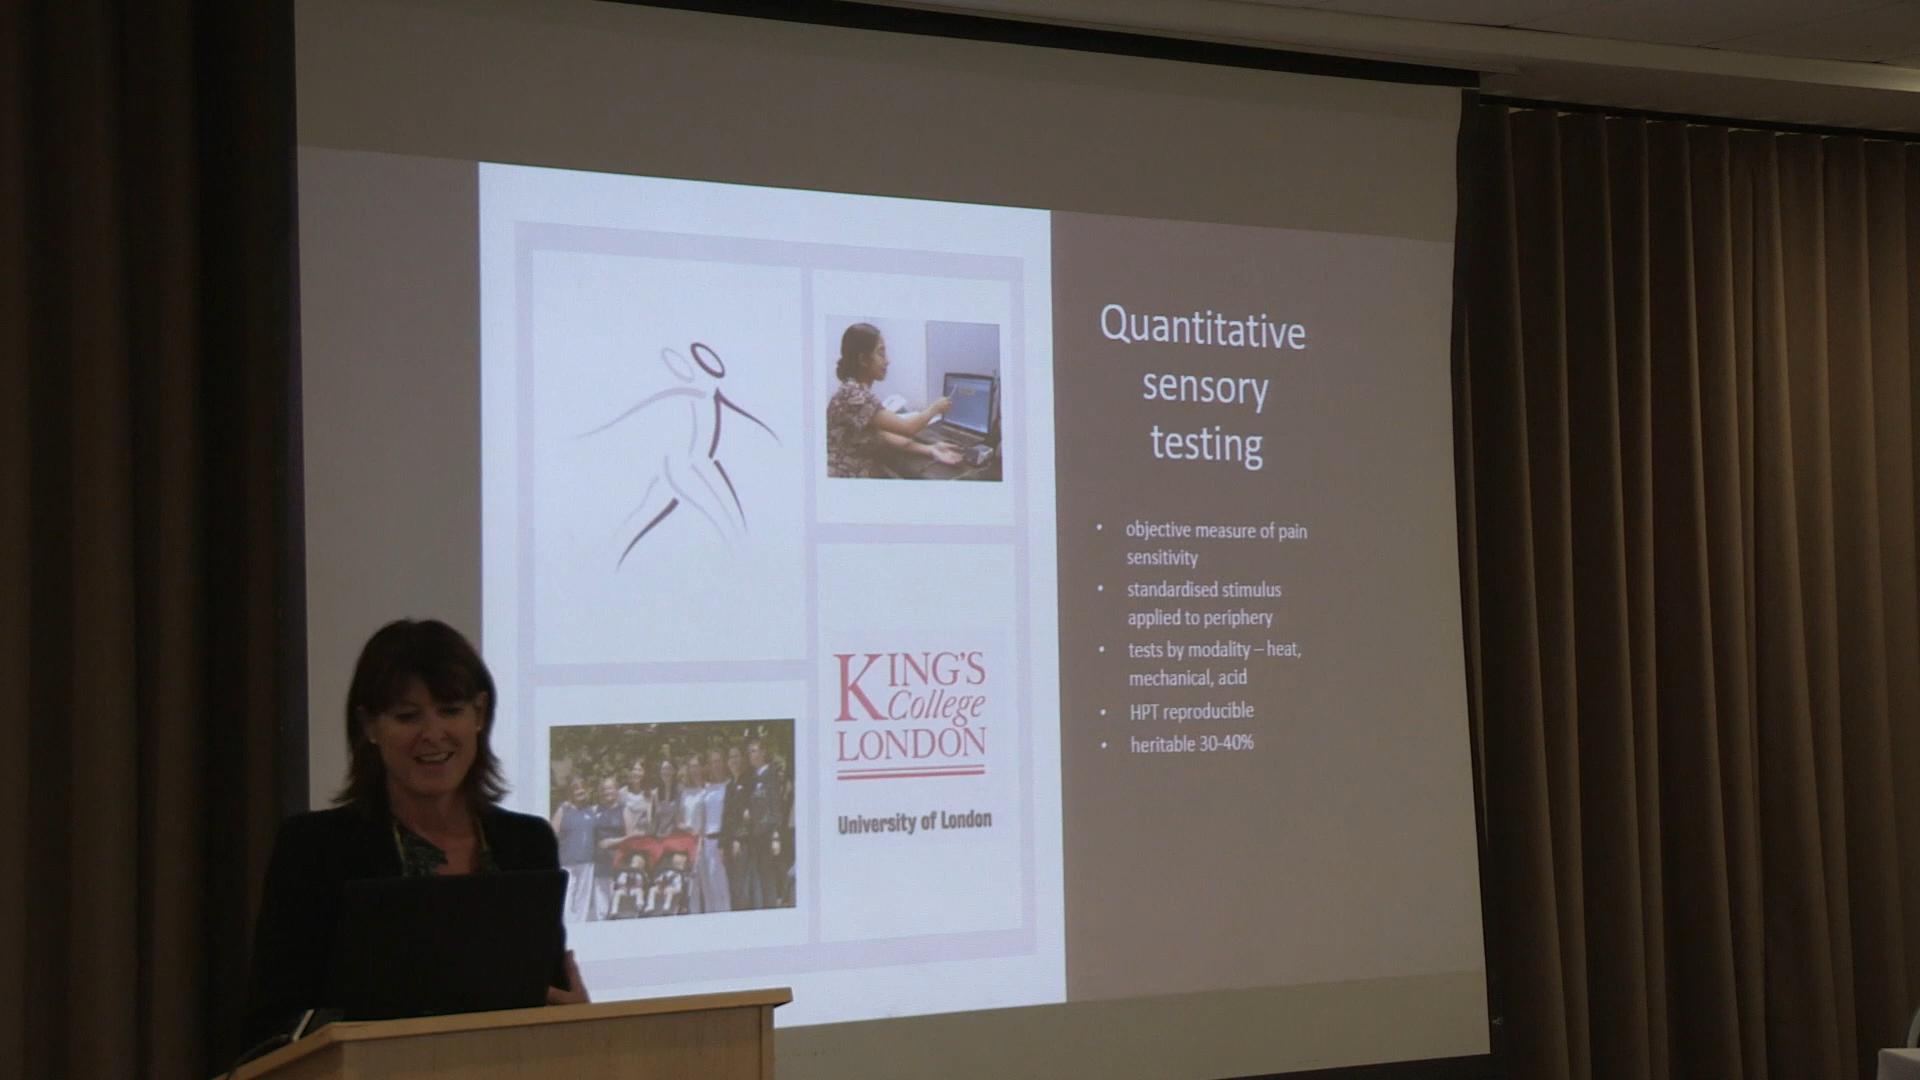 Quantitative
sensory
testing
• objective measure of pain
sensitivity
• standardised stimulus
applied to periphery
• tests by modality – heat,
mechanical, acid
• HPT reproducible
• heritable 30-40%
KING'S
College
LONDON
University of London